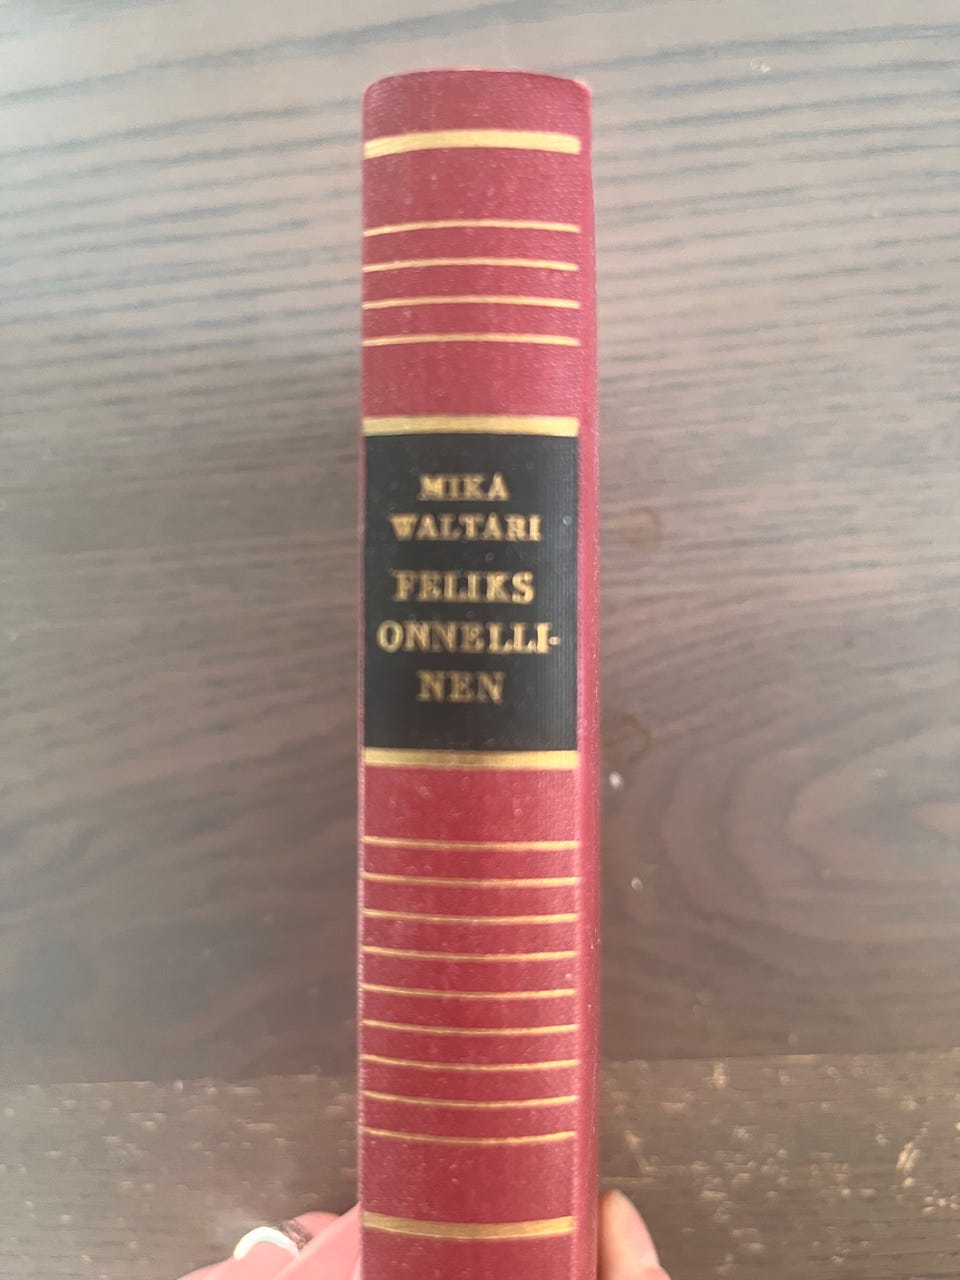 MIKA
WALTARI
FELIKS
ONNELLI-
NEN